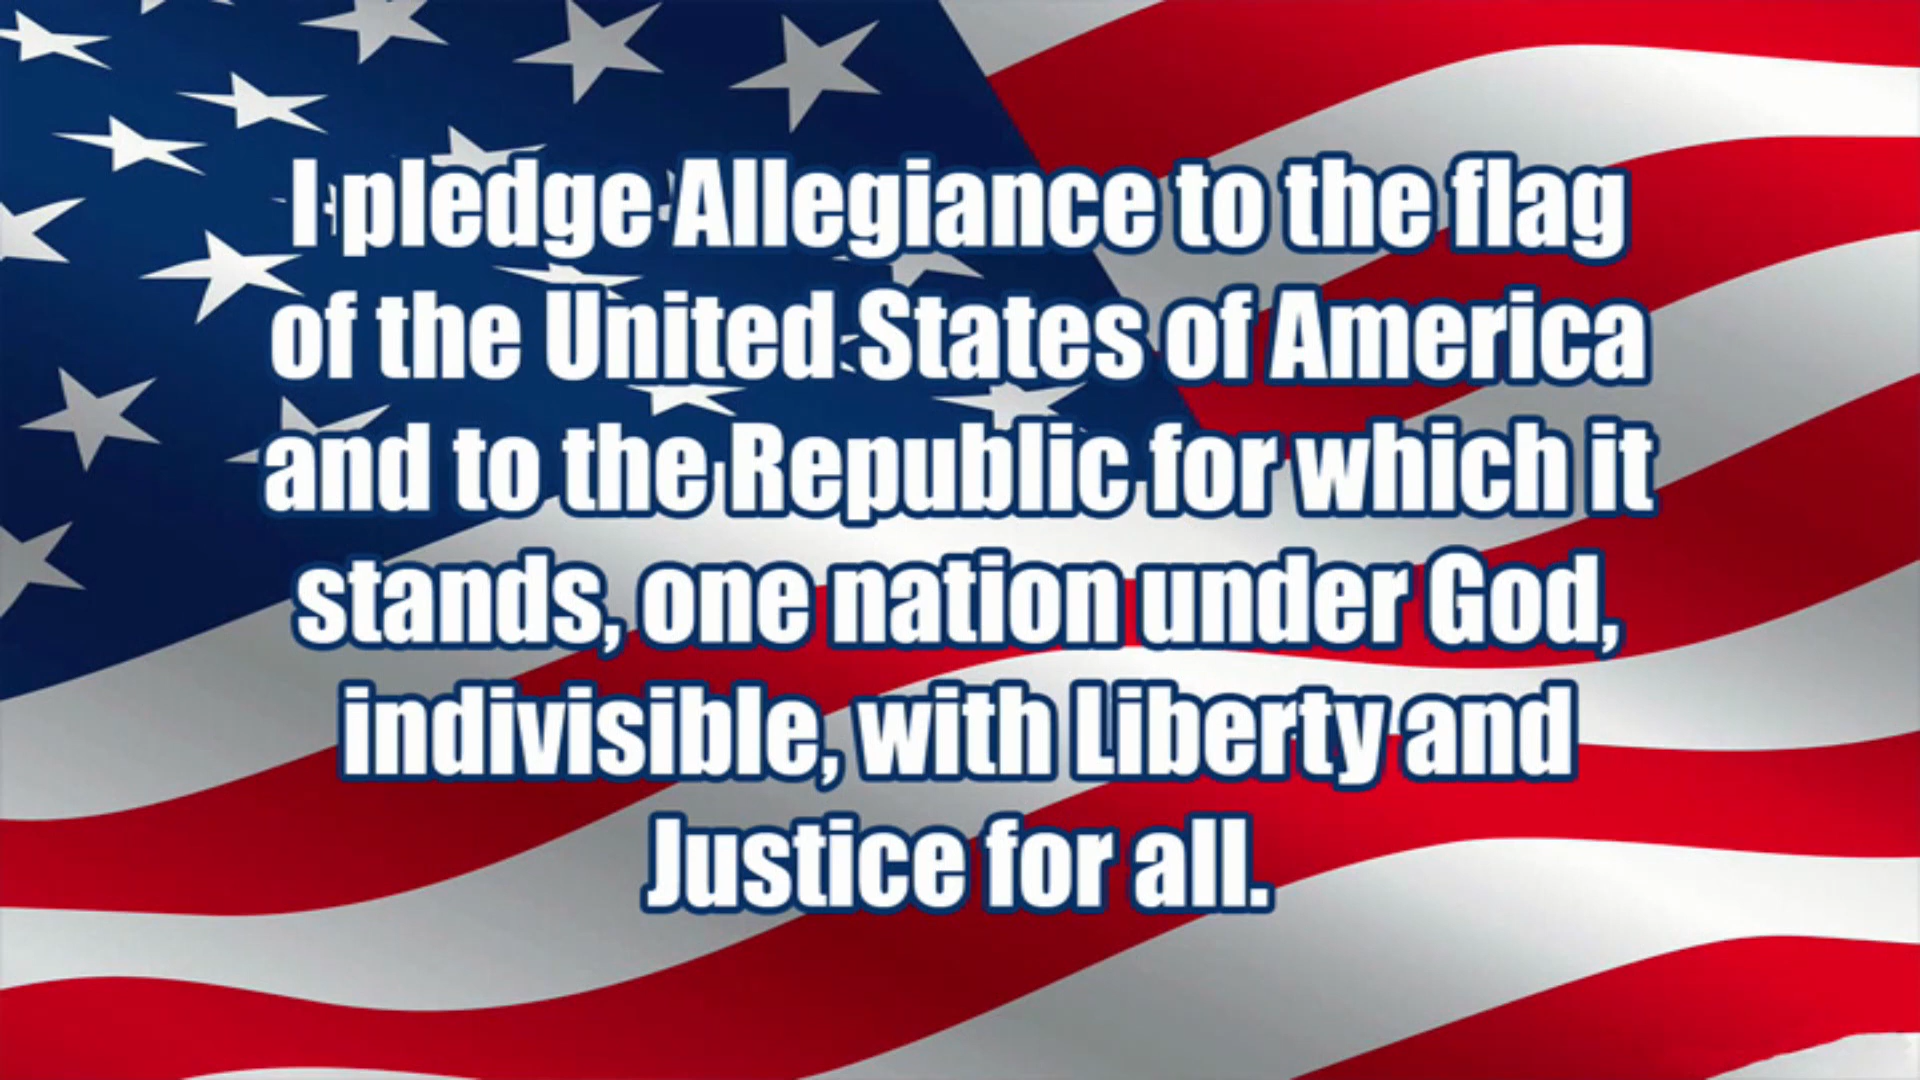 I pledge Allegiance to the flag
of the United States of America
and to the Republic for which it
stands, one nation under God,
indivisible, with Liberty and
Justice for all.